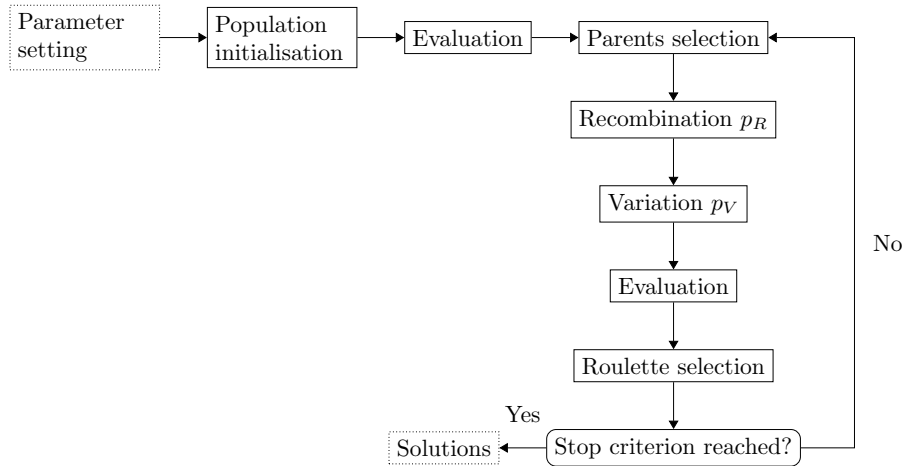 Parameter
setting
Population
initialisation
Evaluation
Parents selection
Recombination p_R
Variation p_V
Evaluation
No
Roulette selection
Yes
Solutions
Stop criterion reached?